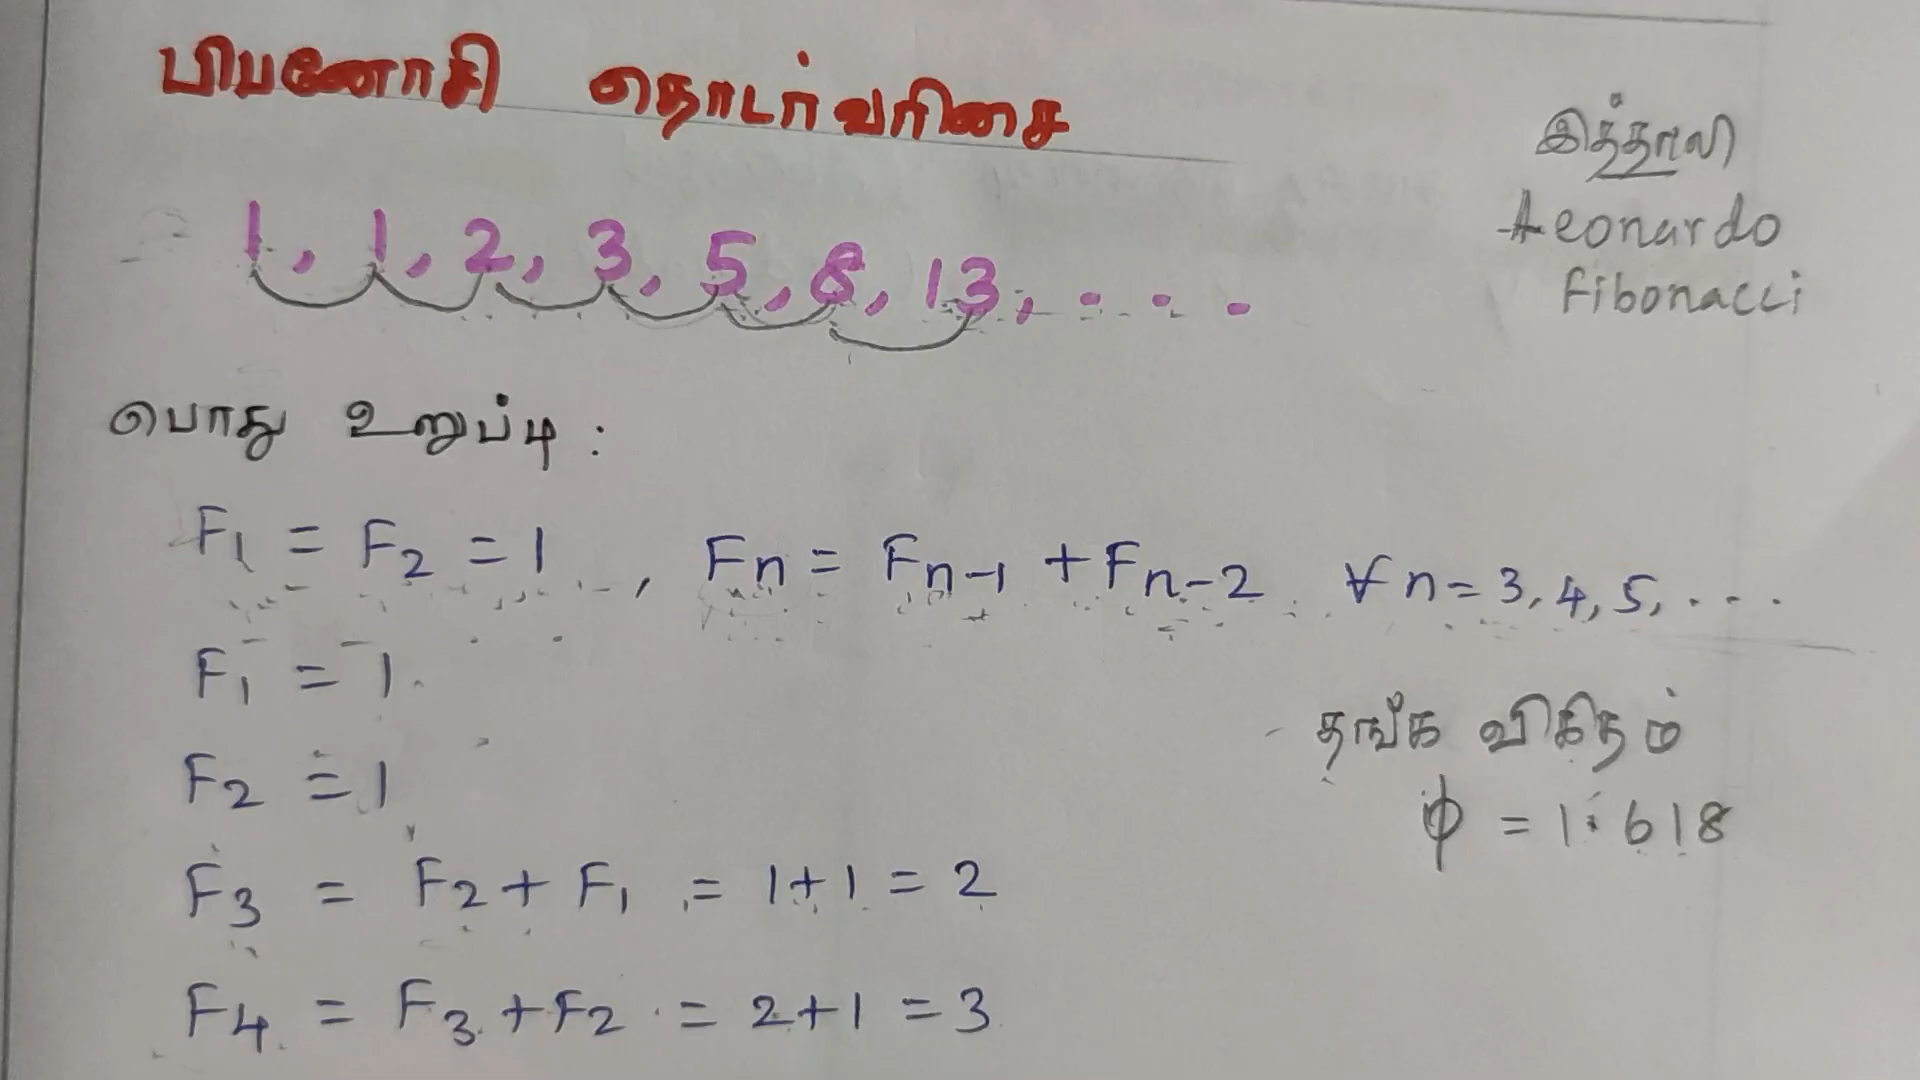 பிபனோசி தொடர்வரிசை
இத்தாலி
Leonardo
Fibonacci
1, 1, 2, 3, 5, 8, 13, . . .
பொது உறுப்டி :
F1 = F2 = 1 , Fn = Fn-1 + Fn-2 ∀ n = 3, 4, 5, . . .
F1 = 1
F2 = 1
தங்க விகிதம்
ϕ = 1.618
F3 = F2 + F1 = 1+1 = 2
F4 = F3 + F2 = 2+1 = 3